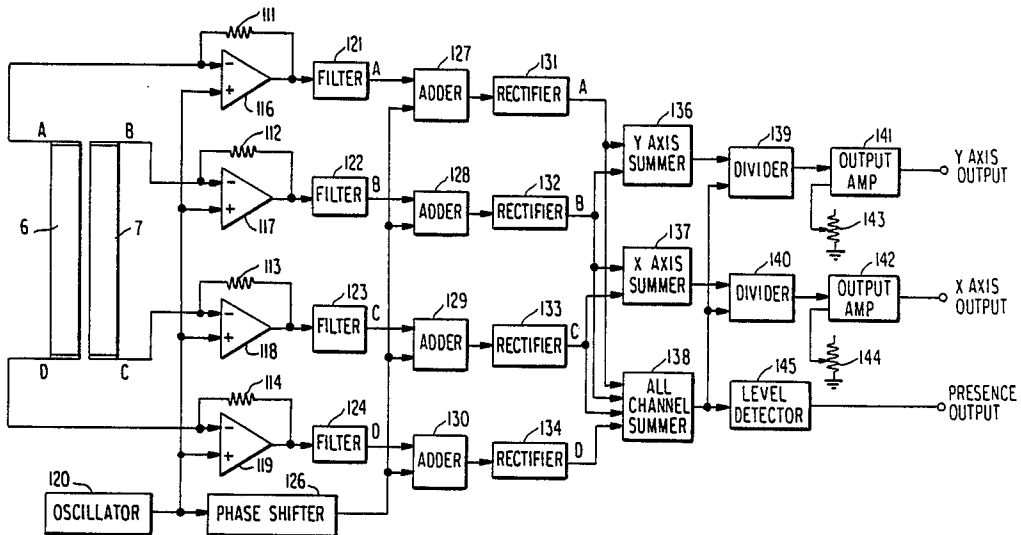 111
121
FILTER
A
127
ADDER
131
RECTIFIER
A
116
136
Y AXIS
SUMMER
139
DIVIDER
141
OUTPUT
AMP
Y AXIS
OUTPUT
143
A
B
112
122
FILTER
B
128
ADDER
132
RECTIFIER
B
117
6
7
137
X AXIS
SUMMER
140
DIVIDER
142
OUTPUT
AMP
X AXIS
OUTPUT
144
113
123
FILTER
C
129
ADDER
133
RECTIFIER
C
118
D
C
138
ALL
CHANNEL
SUMMER
145
LEVEL
DETECTOR
PRESENCE
OUTPUT
114
124
FILTER
D
130
ADDER
134
RECTIFIER
D
119
120
OSCILLATOR
126
PHASE SHIFTER
−
+
−
+
−
+
−
+